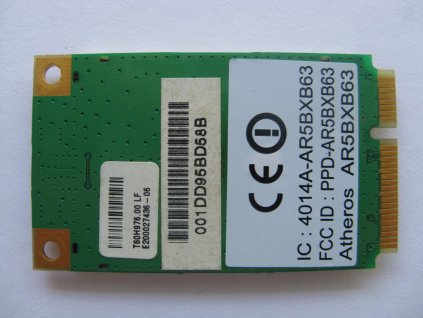 T60H976.00 LF
E200027436-06
001DD95BD58B
CE
IC : 4014A-AR5BXB63
FCC ID : PPD-AR5BXB63
Atheros AR5BXB63